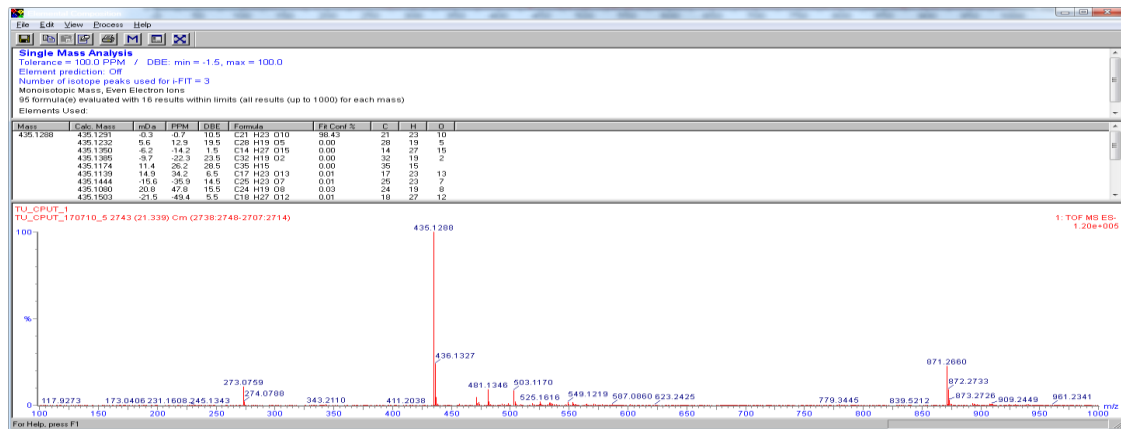 File Edit View Process Help
Single Mass Analysis
Tolerance = 100.0 PPM / DBE: min = -1.5, max = 100.0
Element prediction: Off
Number of isotope peaks used for i-FIT = 3
Monoisotopic Mass, Even Electron Ions
95 formula(e) evaluated with 16 results within limits (all results (up to 1000) for each mass)
Elements Used:
Mass Calc. Mass mDa PPM DBE Formula Fit Conf % C H O
435.1288 435.1291 -0.3 -0.7 10.5 C21 H23 O10 98.43 21 23 10
435.1232 5.6 12.9 19.5 C28 H19 O5 0.00 28 19 5
435.1350 -6.2 -14.2 1.5 C14 H27 O15 0.00 14 27 15
435.1385 -9.7 -22.3 23.5 C32 H19 O2 0.00 32 19 2
435.1174 11.4 26.2 28.5 C35 H15 0.00 35 15
435.1139 14.9 34.2 6.5 C17 H23 O13 0.01 17 23 13
435.1444 -15.6 -35.9 14.5 C25 H23 O7 0.01 25 23 7
435.1080 20.8 47.8 15.5 C24 H19 O8 0.03 24 19 8
435.1503 -21.5 -49.4 5.5 C18 H27 O12 0.01 18 27 12
TU_CPUT_1
TU_CPUT_170710_5 2743 (21.339) Cm (2738:2748-2707:2714)
1: TOF MS ES-
1.20e+005
100
%
0
435.1288
436.1327
871.2660
872.2733
873.2726
273.0759
274.0788
481.1346
503.1170
117.9273
173.0406
231.1608
245.1343
343.2110
411.2038
525.1616
549.1219
587.0860
623.2425
779.3445
839.5212
909.2449
961.2341
100 150 200 250 300 350 400 450 500 550 600 650 700 750 800 850 900 950 1000 m/z
For Help, press F1